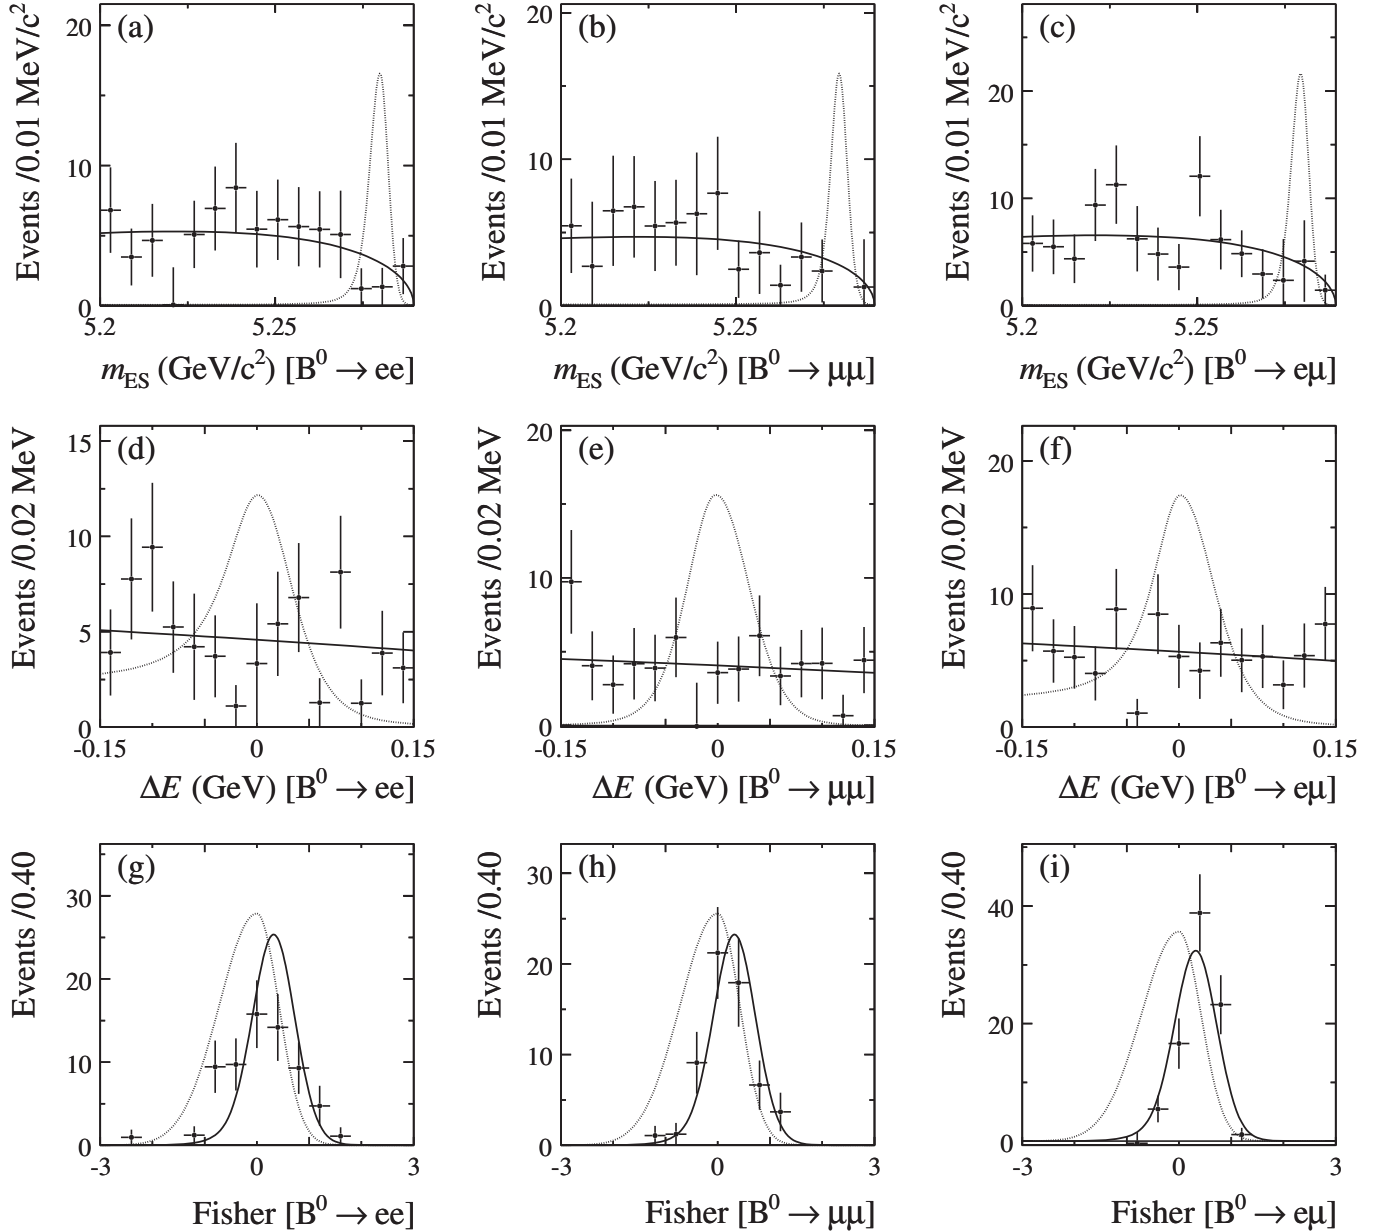 (a)
Events /0.01 MeV/c²
20
10
0
5.2
5.25
m_ES (GeV/c²) [B⁰ → ee]
(b)
Events /0.01 MeV/c²
20
10
0
5.2
5.25
m_ES (GeV/c²) [B⁰ → μμ]
(c)
Events /0.01 MeV/c²
20
10
0
5.2
5.25
m_ES (GeV/c²) [B⁰ → eμ]
(d)
Events /0.02 MeV
15
10
5
0
-0.15
0
0.15
ΔE (GeV) [B⁰ → ee]
(e)
Events /0.02 MeV
20
10
0
-0.15
0
0.15
ΔE (GeV) [B⁰ → μμ]
(f)
Events /0.02 MeV
20
10
0
-0.15
0
0.15
ΔE (GeV) [B⁰ → eμ]
(g)
Events /0.40
30
20
10
0
-3
0
3
Fisher [B⁰ → ee]
(h)
Events /0.40
30
20
10
0
-3
0
3
Fisher [B⁰ → μμ]
(i)
Events /0.40
40
20
0
-3
0
3
Fisher [B⁰ → eμ]